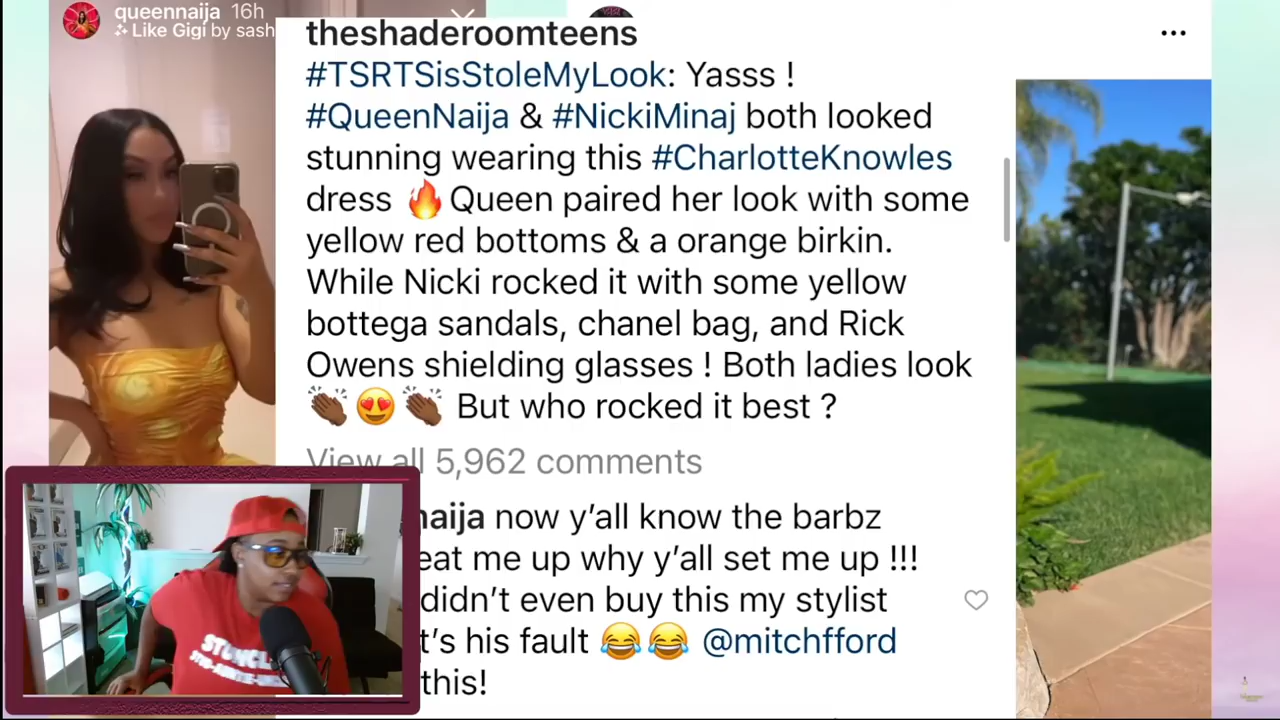 queennaija 16h
Like Gigi by sash
theshaderoomteens
#TSRTSisStoleMyLook: Yasss !
#QueenNaija & #NickiMinaj both looked
stunning wearing this #CharlotteKnowles
dress 🔥 Queen paired her look with some
yellow red bottoms & a orange birkin.
While Nicki rocked it with some yellow
bottega sandals, chanel bag, and Rick
Owens shielding glasses ! Both ladies look
👏🏾😍👏🏾 But who rocked it best ?
View all 5,962 comments
naija now y'all know the barbz
eat me up why y'all set me up !!!
didn't even buy this my stylist
t's his fault 😂😂 @mitchfford
this!